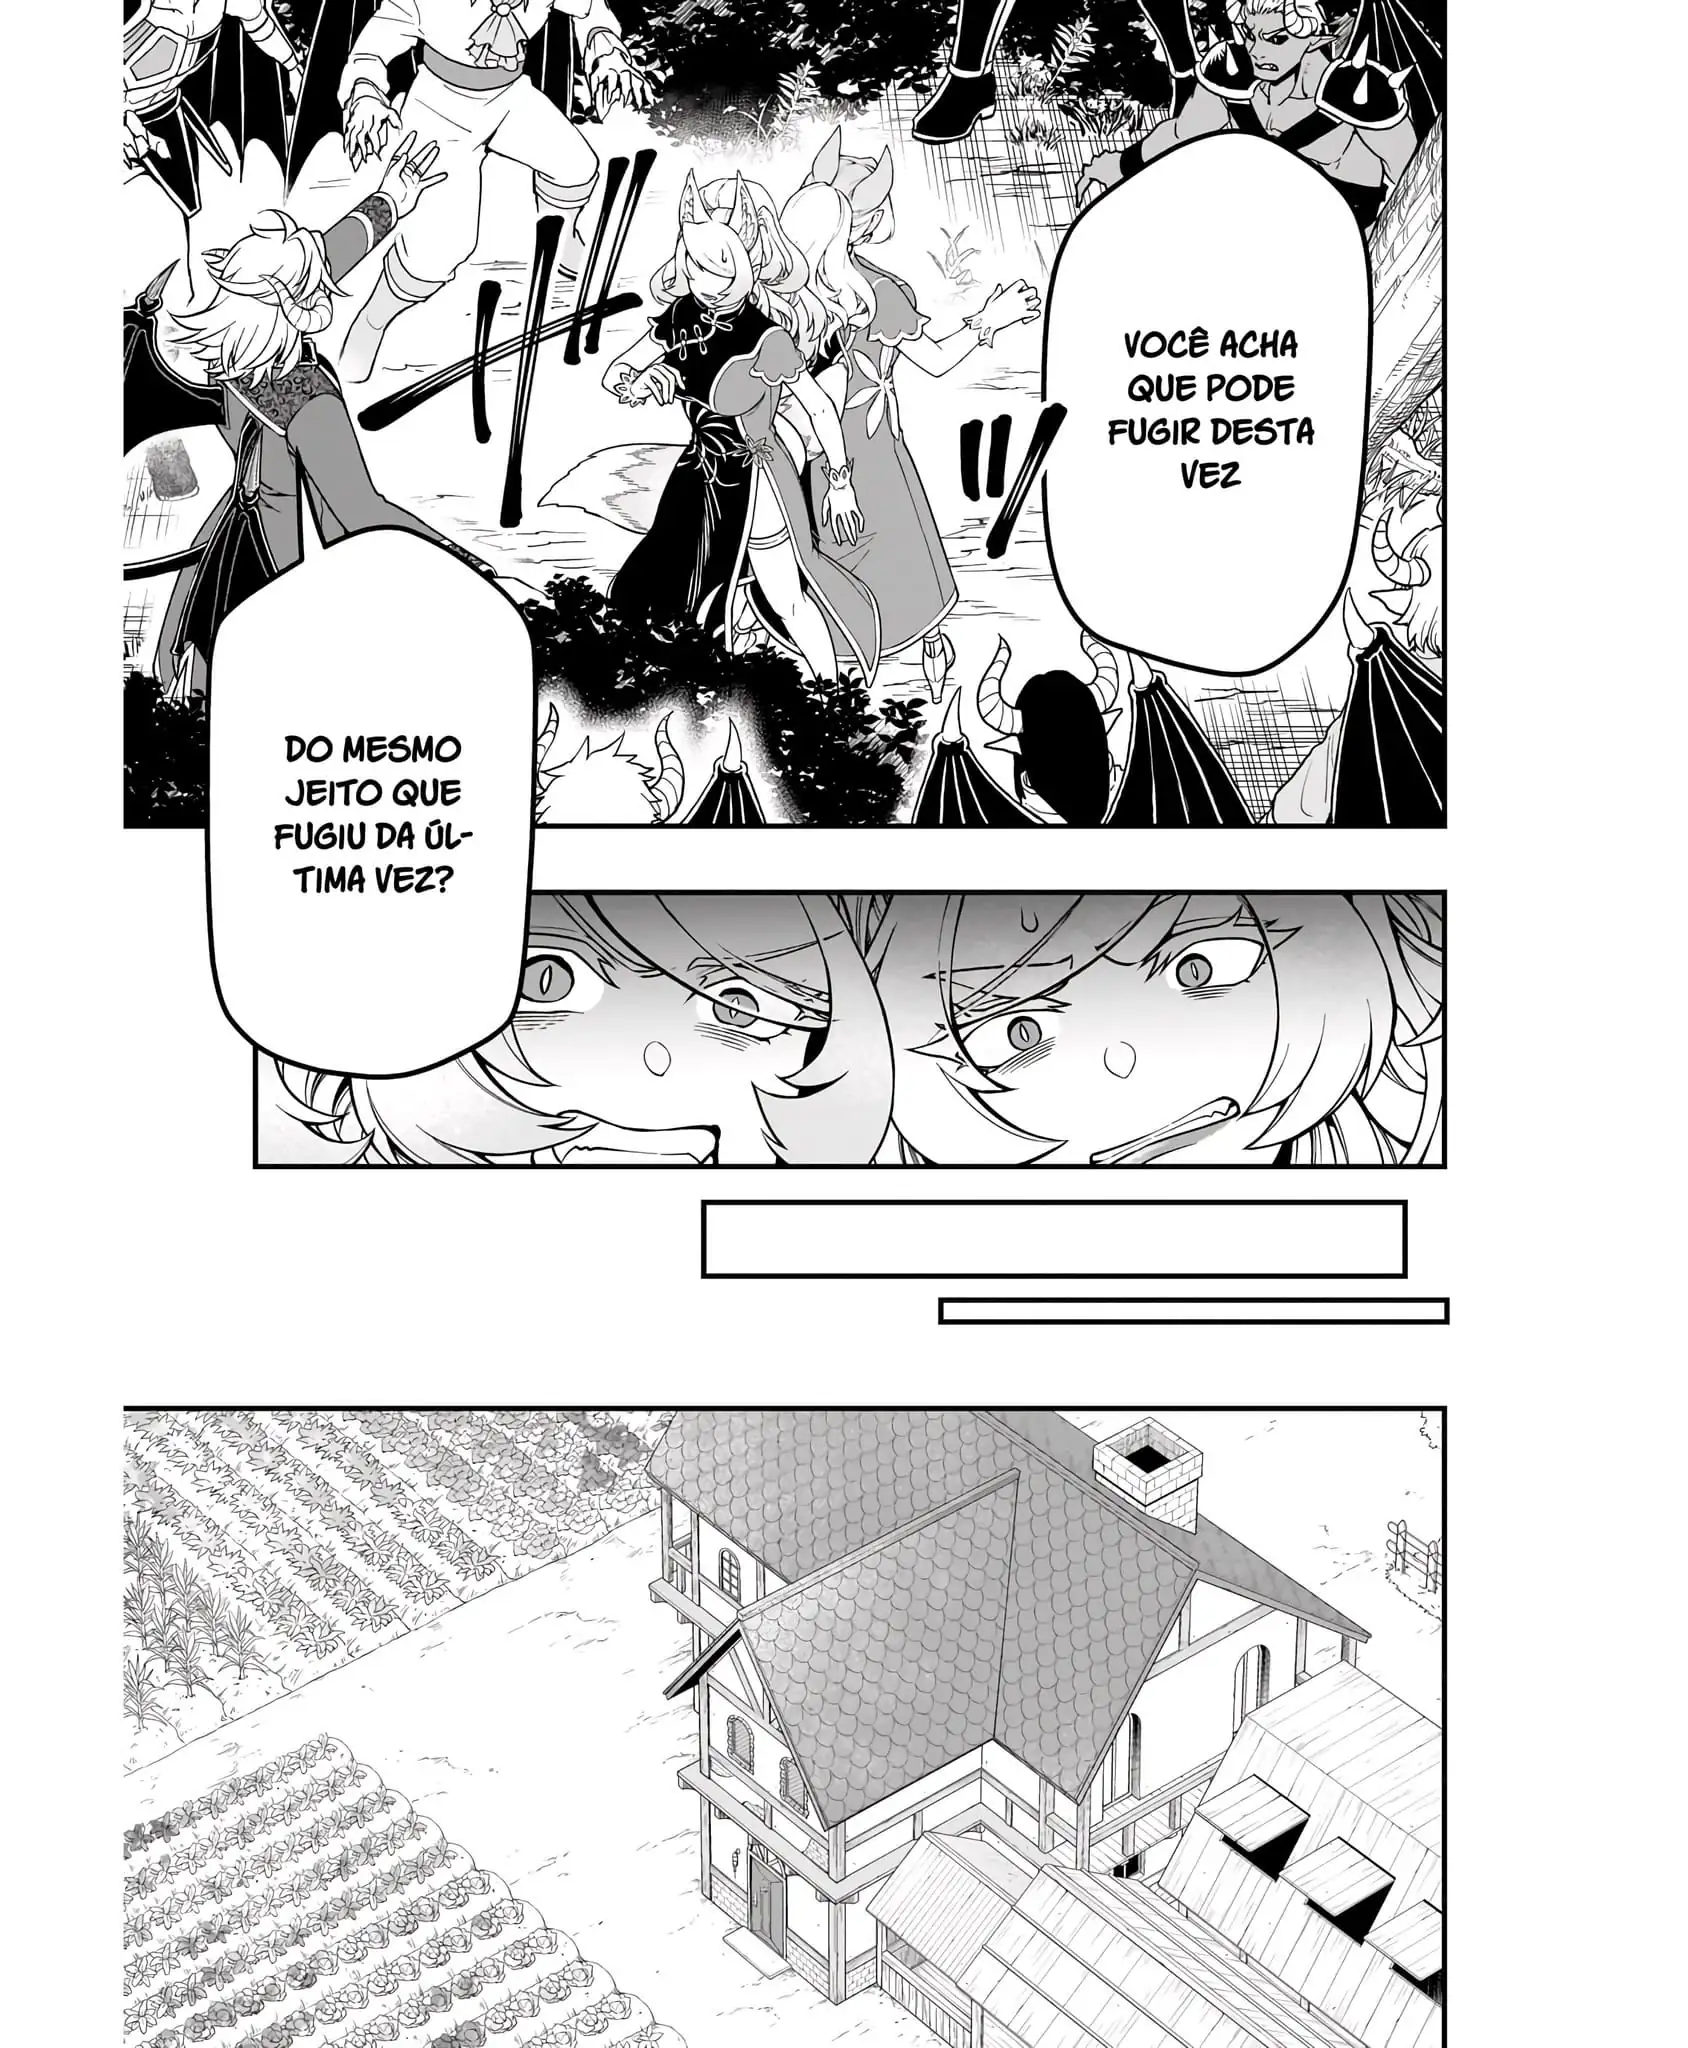 VOCÊ ACHA
QUE PODE
FUGIR DESTA
VEZ
DO MESMO
JEITO QUE
FUGIU DA ÚL-
TIMA VEZ?